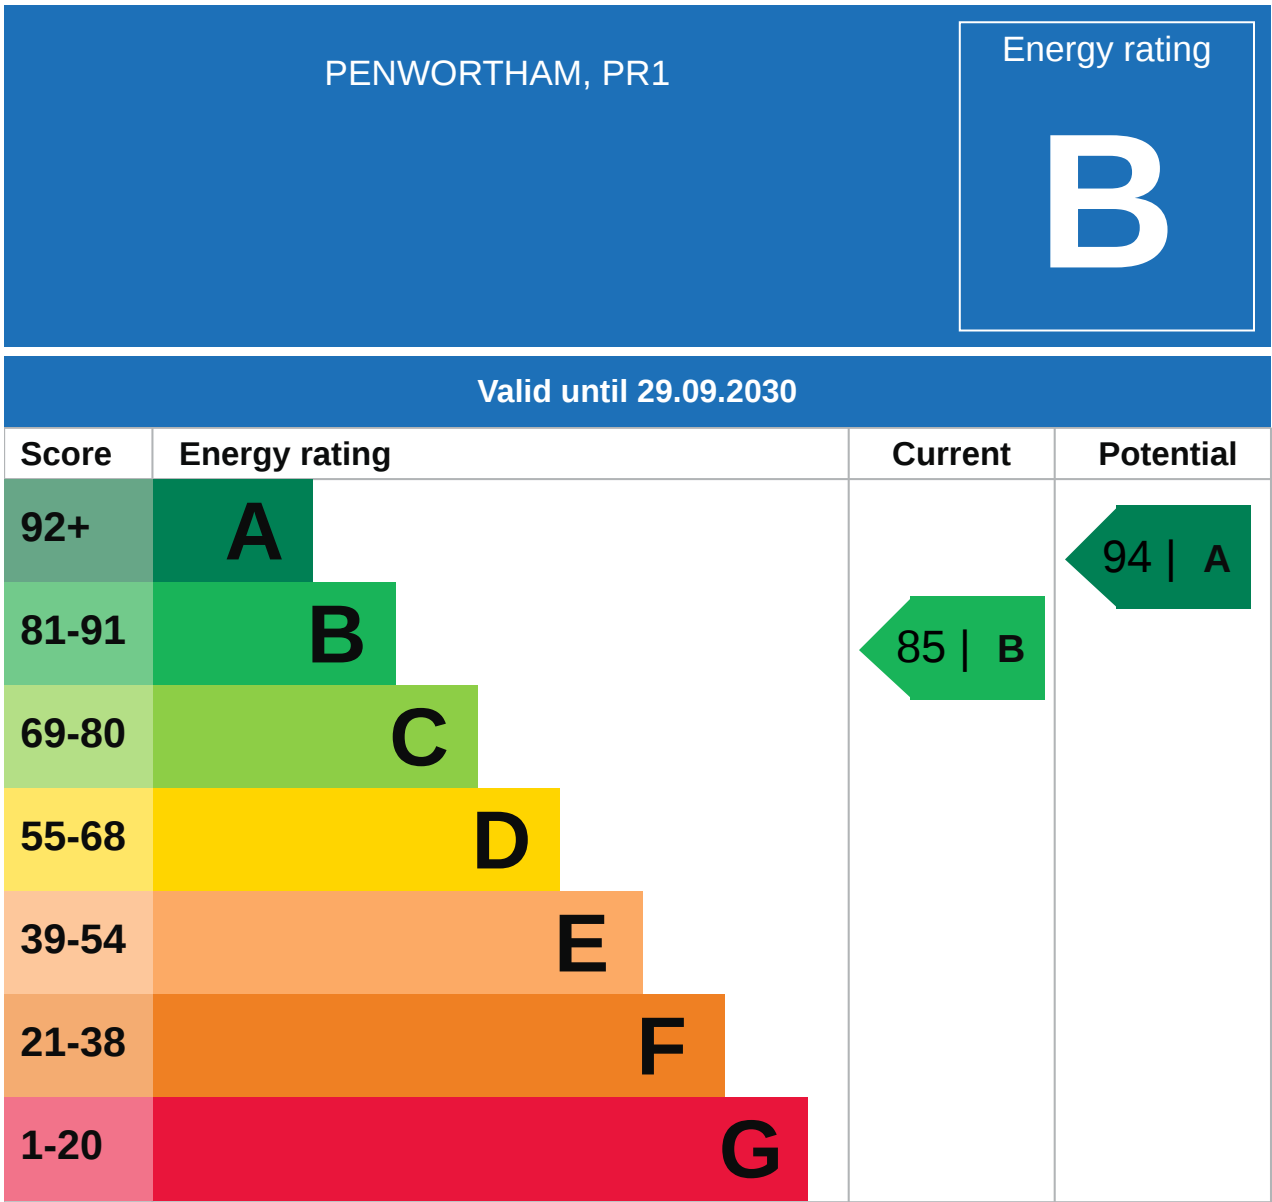 PENWORTHAM, PR1
Energy rating
B
Valid until 29.09.2030
Score Energy rating Current Potential
92+ A 94 | A
81-91 B 85 | B
69-80 C
55-68 D
39-54 E
21-38 F
1-20 G